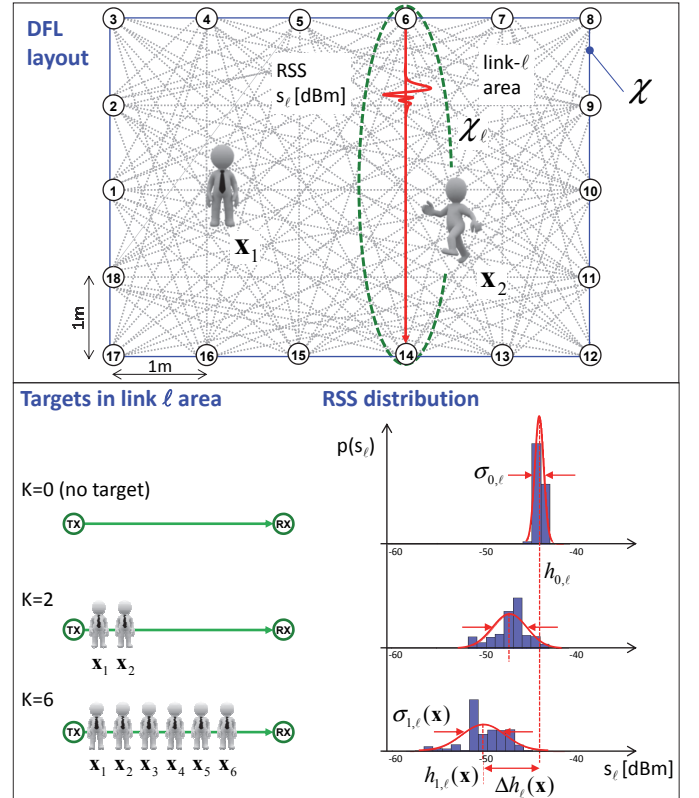 DFL
layout
3
4
5
6
7
8
RSS
s_ℓ [dBm]
link-ℓ
area
χ
2
9
χ_ℓ
1
10
x_1
x_2
18
11
1m
17
16
15
14
13
12
1m
Targets in link ℓ area
RSS distribution
p(s_ℓ)
σ_{0,ℓ}
K=0 (no target)
TX
RX
-60
-50
-40
h_{0,ℓ}
K=2
TX
RX
x_1 x_2
-60
-50
-40
K=6
TX
RX
x_1 x_2 x_3 x_4 x_5 x_6
σ_{1,ℓ}(x)
-60
-50
-40
h_{1,ℓ}(x)
Δh_ℓ(x)
s_ℓ [dBm]